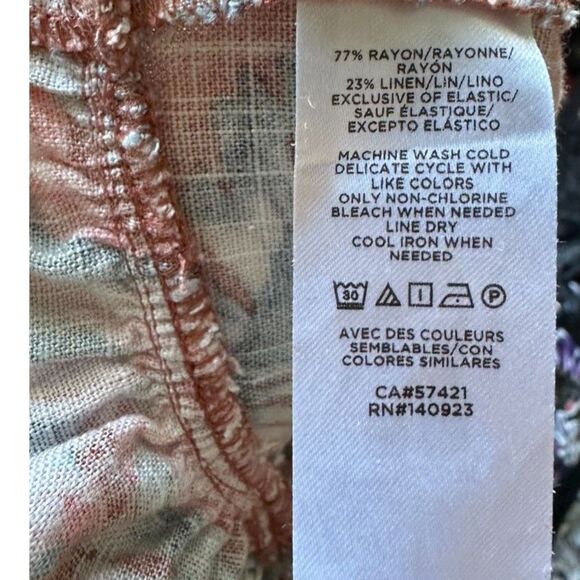 77% RAYON/RAYONNE/
RAYÓN
23% LINEN/LIN/LINO
EXCLUSIVE OF ELASTIC/
SAUF ÉLASTIQUE/
EXCEPTO ELÁSTICO
MACHINE WASH COLD
DELICATE CYCLE WITH
LIKE COLORS
ONLY NON-CHLORINE
BLEACH WHEN NEEDED
LINE DRY
COOL IRON WHEN
NEEDED
30 P
AVEC DES COULEURS
SEMBLABLES/CON
COLORES SIMILARES
CA#57421
RN#140923